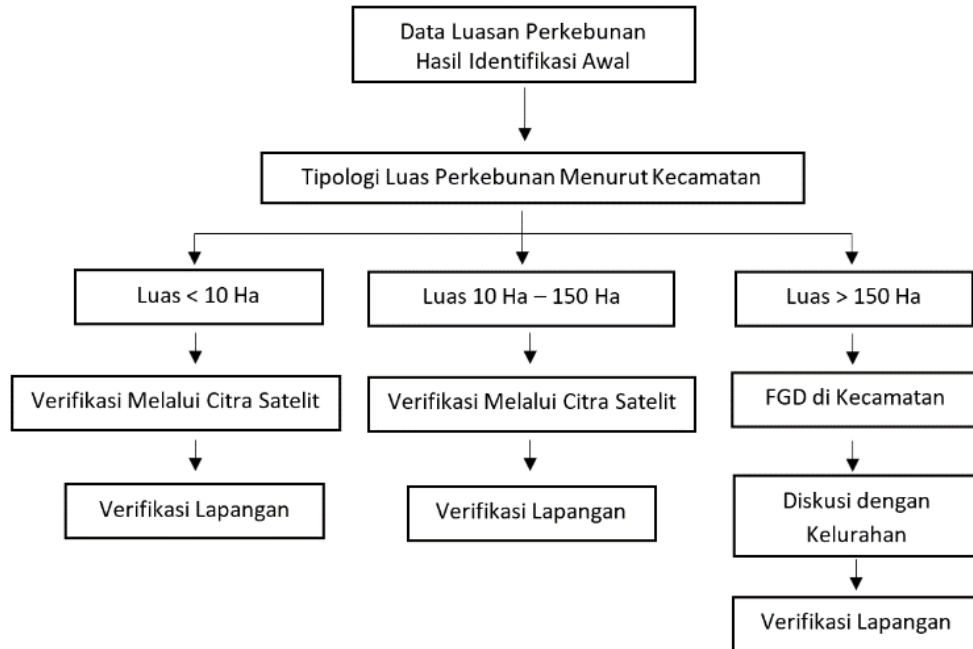 Data Luasan Perkebunan
Hasil Identifikasi Awal
Tipologi Luas Perkebunan Menurut Kecamatan
Luas < 10 Ha
Luas 10 Ha – 150 Ha
Luas > 150 Ha
Verifikasi Melalui Citra Satelit
Verifikasi Melalui Citra Satelit
FGD di Kecamatan
Verifikasi Lapangan
Verifikasi Lapangan
Diskusi dengan
Kelurahan
Verifikasi Lapangan